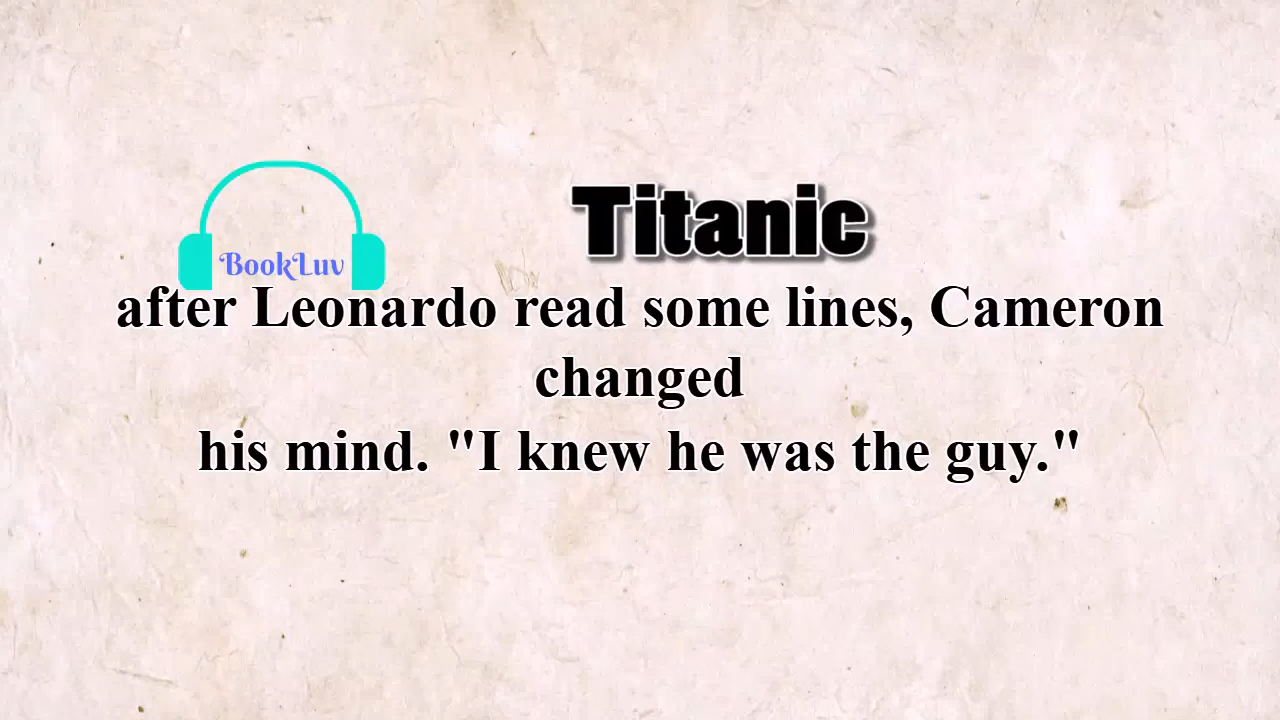 Titanic
BookLuv
after Leonardo read some lines, Cameron
changed
his mind. "I knew he was the guy."